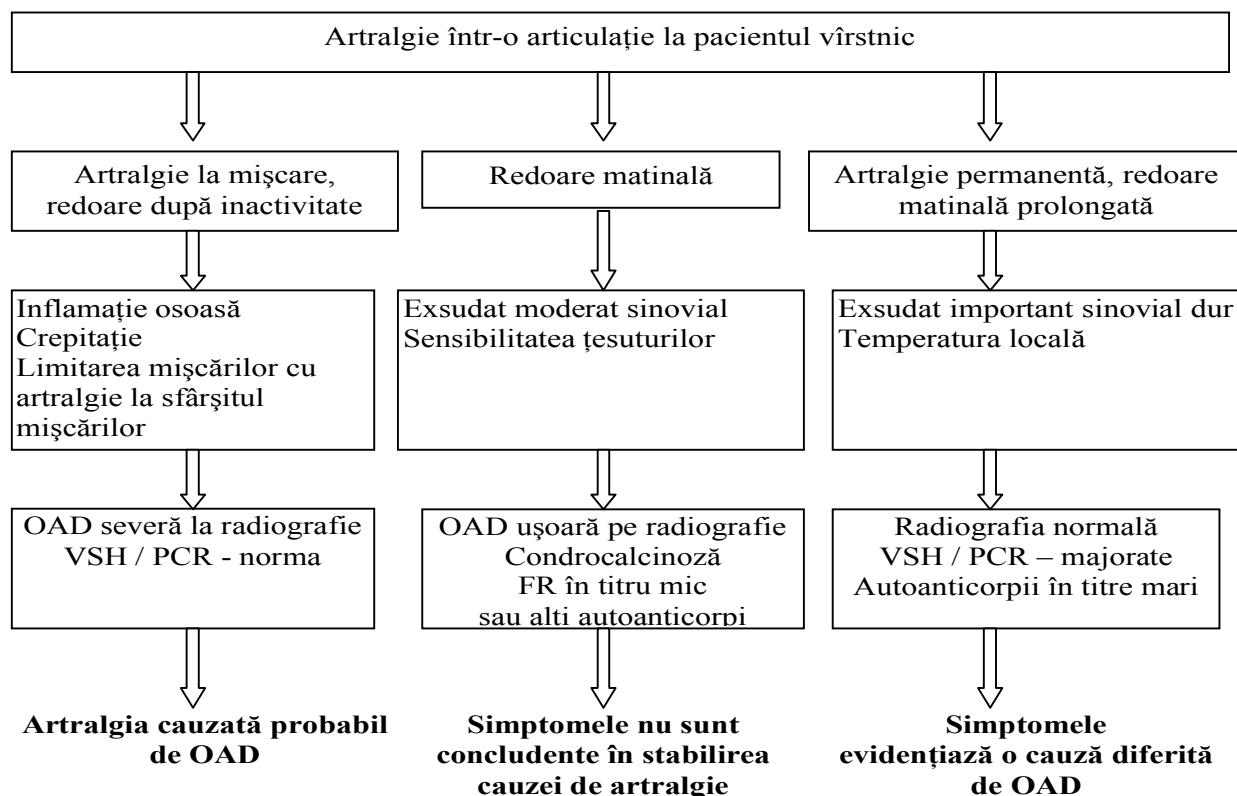 Artralgie într-o articulație la pacientul vîrstnic
Artralgie la mişcare,
redoare după inactivitate
Redoare matinală
Artralgie permanentă, redoare
matinală prolongată
Inflamație osoasă
Crepitație
Limitarea mişcărilor cu
artralgie la sfârşitul
mişcărilor
Exsudat moderat sinovial
Sensibilitatea țesuturilor
Exsudat important sinovial dur
Temperatura locală
OAD severă la radiografie
VSH / PCR - norma
OAD uşoară pe radiografie
Condrocalcinoză
FR în titru mic
sau alti autoanticorpi
Radiografia normală
VSH / PCR – majorate
Autoanticorpii în titre mari
Artralgia cauzată probabil
de OAD
Simptomele nu sunt
concludente în stabilirea
cauzei de artralgie
Simptomele
evidențiază o cauză diferită
de OAD